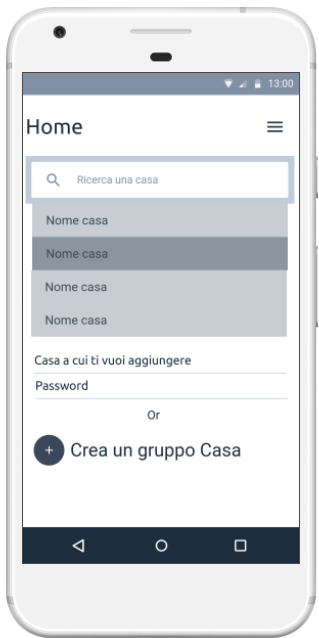 13:00
Home
Ricerca una casa
Nome casa
Nome casa
Nome casa
Nome casa
Casa a cui ti vuoi aggiungere
Password
Or
+ Crea un gruppo Casa